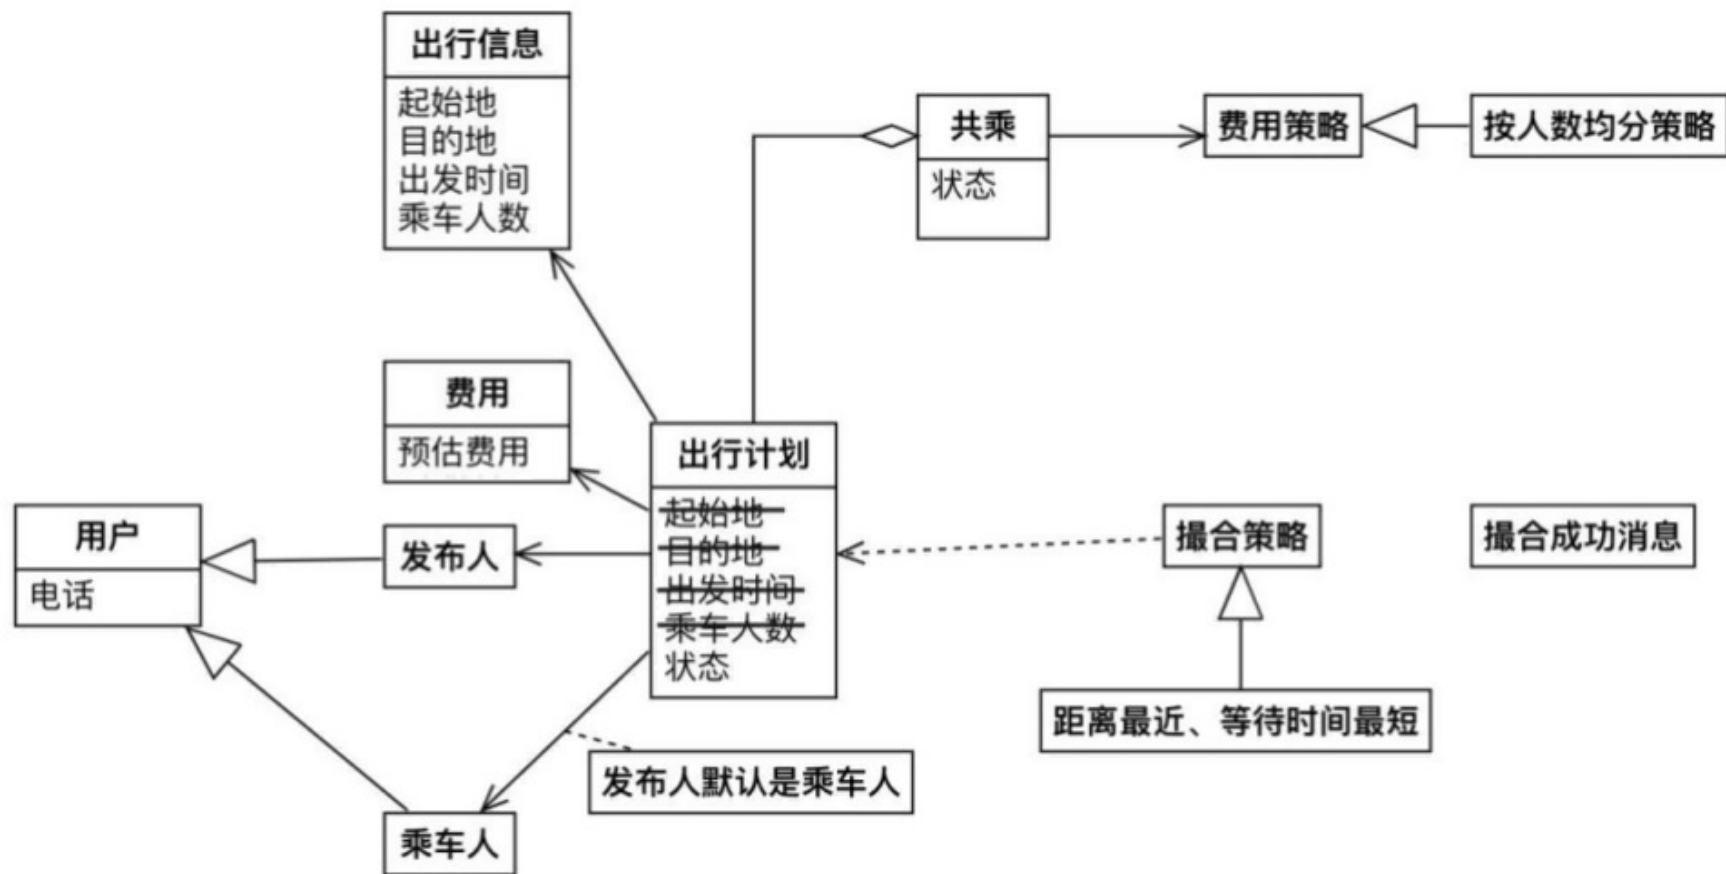 出行信息
起始地
目的地
出发时间
乘车人数
共乘
状态
费用策略
按人数均分策略
费用
预估费用
出行计划
起始地
目的地
出发时间
乘车人数
状态
用户
电话
发布人
撮合策略
撮合成功消息
距离最近、等待时间最短
发布人默认是乘车人
乘车人